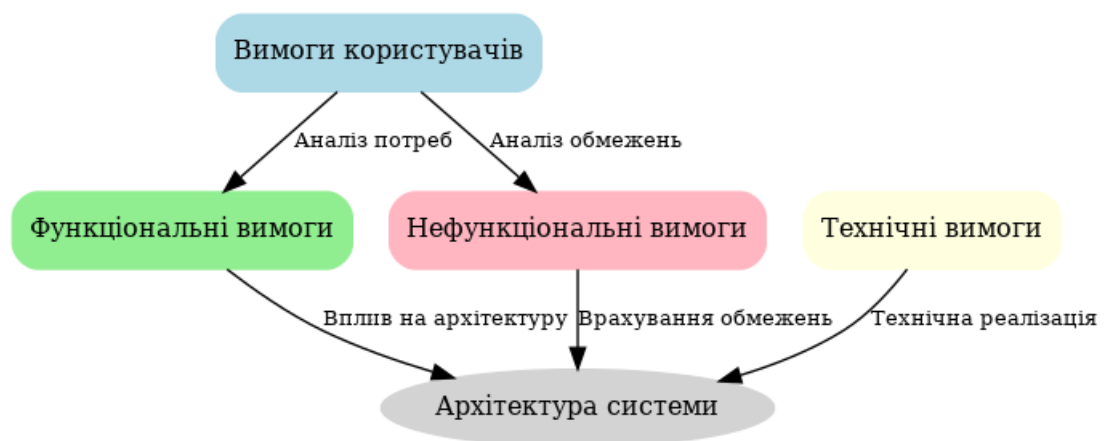 Вимоги користувачів
Аналіз потреб
Аналіз обмежень
Функціональні вимоги
Нефункціональні вимоги
Технічні вимоги
Вплив на архітектуру
Врахування обмежень
Технічна реалізація
Архітектура системи